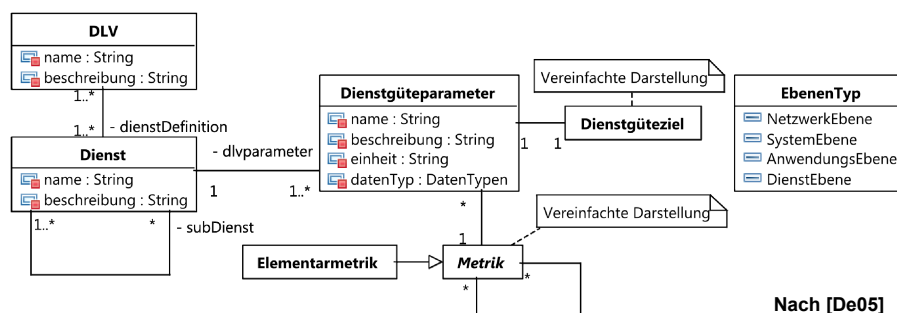 DLV
name : String
beschreibung : String
1..*
1..*
- dienstDefinition
Dienst
name : String
beschreibung : String
1..*
*
- subDienst
- dlvparameter
1
1..*
Dienstgüteparameter
name : String
beschreibung : String
einheit : String
datenTyp : DatenTypen
*
1
1
1
Vereinfachte Darstellung
Dienstgüteziel
EbenenTyp
NetzwerkEbene
SystemEbene
AnwendungsEbene
DienstEbene
Vereinfachte Darstellung
Elementarmetrik
Metrik
*
*
Nach [De05]